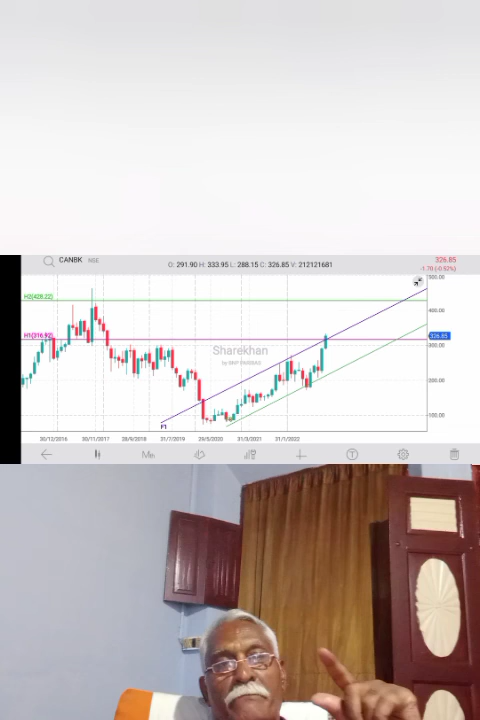 CANBK NSE
O: 291.90 H: 333.95 L: 288.15 C: 326.85 V: 212121681
326.85
-1.70 (-0.52%)
500.00
H2(428.22)
400.00
H1(316.92)
326.85
300.00
Sharekhan
200.00
100.00
F1
30/12/2016 30/11/2017 28/9/2018 31/7/2019 29/5/2020 31/3/2021 31/1/2022
T